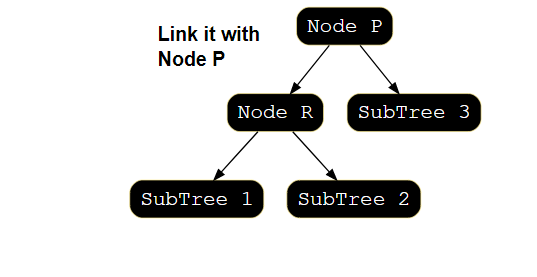 Link it with
Node P
Node P
Node R
SubTree 3
SubTree 1
SubTree 2